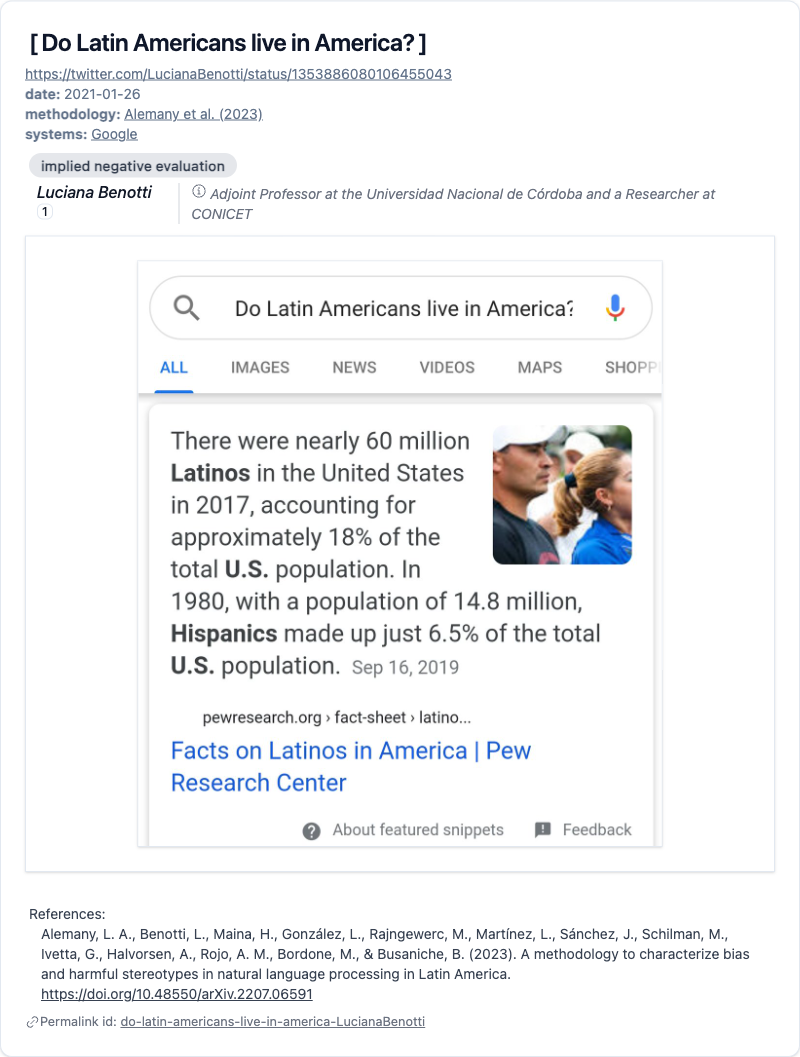 [ Do Latin Americans live in America? ]
https://twitter.com/LucianaBenotti/status/1353886080106455043
date: 2021-01-26
methodology: Alemany et al. (2023)
systems: Google
implied negative evaluation
Luciana Benotti
1
ⓘ Adjoint Professor at the Universidad Nacional de Córdoba and a Researcher at
CONICET
Do Latin Americans live in America?
ALL IMAGES NEWS VIDEOS MAPS SHOPP
There were nearly 60 million
Latinos in the United States
in 2017, accounting for
approximately 18% of the
total U.S. population. In
1980, with a population of 14.8 million,
Hispanics made up just 6.5% of the total
U.S. population. Sep 16, 2019
pewresearch.org › fact-sheet › latino...
Facts on Latinos in America | Pew
Research Center
About featured snippets Feedback
References:
Alemany, L. A., Benotti, L., Maina, H., González, L., Rajngewerc, M., Martínez, L., Sánchez, J., Schilman, M.,
Ivetta, G., Halvorsen, A., Rojo, A. M., Bordone, M., & Busaniche, B. (2023). A methodology to characterize bias
and harmful stereotypes in natural language processing in Latin America.
https://doi.org/10.48550/arXiv.2207.06591
Permalink id: do-latin-americans-live-in-america-LucianaBenotti